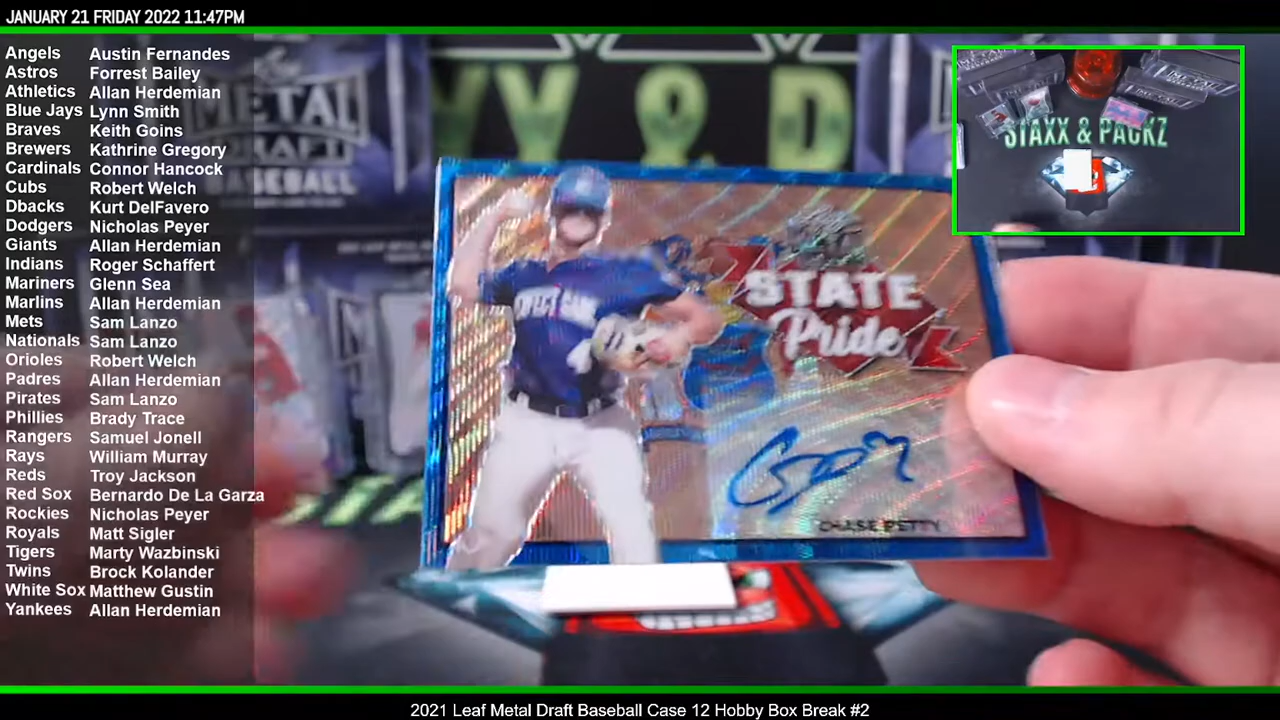 JANUARY 21 FRIDAY 2022 11:47PM
Angels Austin Fernandes
Astros Forrest Bailey
Athletics Allan Herdemian
Blue Jays Lynn Smith
Braves Keith Goins
Brewers Kathrine Gregory
Cardinals Connor Hancock
Cubs Robert Welch
Dbacks Kurt DelFavero
Dodgers Nicholas Peyer
Giants Allan Herdemian
Indians Roger Schaffert
Mariners Glenn Sea
Marlins Allan Herdemian
Mets Sam Lanzo
Nationals Sam Lanzo
Orioles Robert Welch
Padres Allan Herdemian
Pirates Sam Lanzo
Phillies Brady Trace
Rangers Samuel Jonell
Rays William Murray
Reds Troy Jackson
Red Sox Bernardo De La Garza
Rockies Nicholas Peyer
Royals Matt Sigler
Tigers Marty Wazbinski
Twins Brock Kolander
White Sox Matthew Gustin
Yankees Allan Herdemian
METAL
DRAFT
BASEBALL
& D
STAXX & PACKZ
STATE
Pride
CHASE PETTY
2021 Leaf Metal Draft Baseball Case 12 Hobby Box Break #2